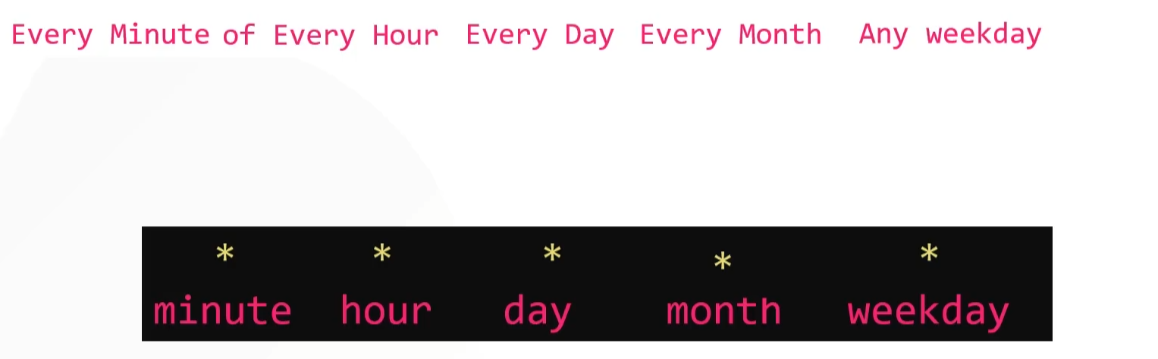 Every Minute of Every Hour Every Day Every Month Any weekday
* * * * *
minute hour day month weekday